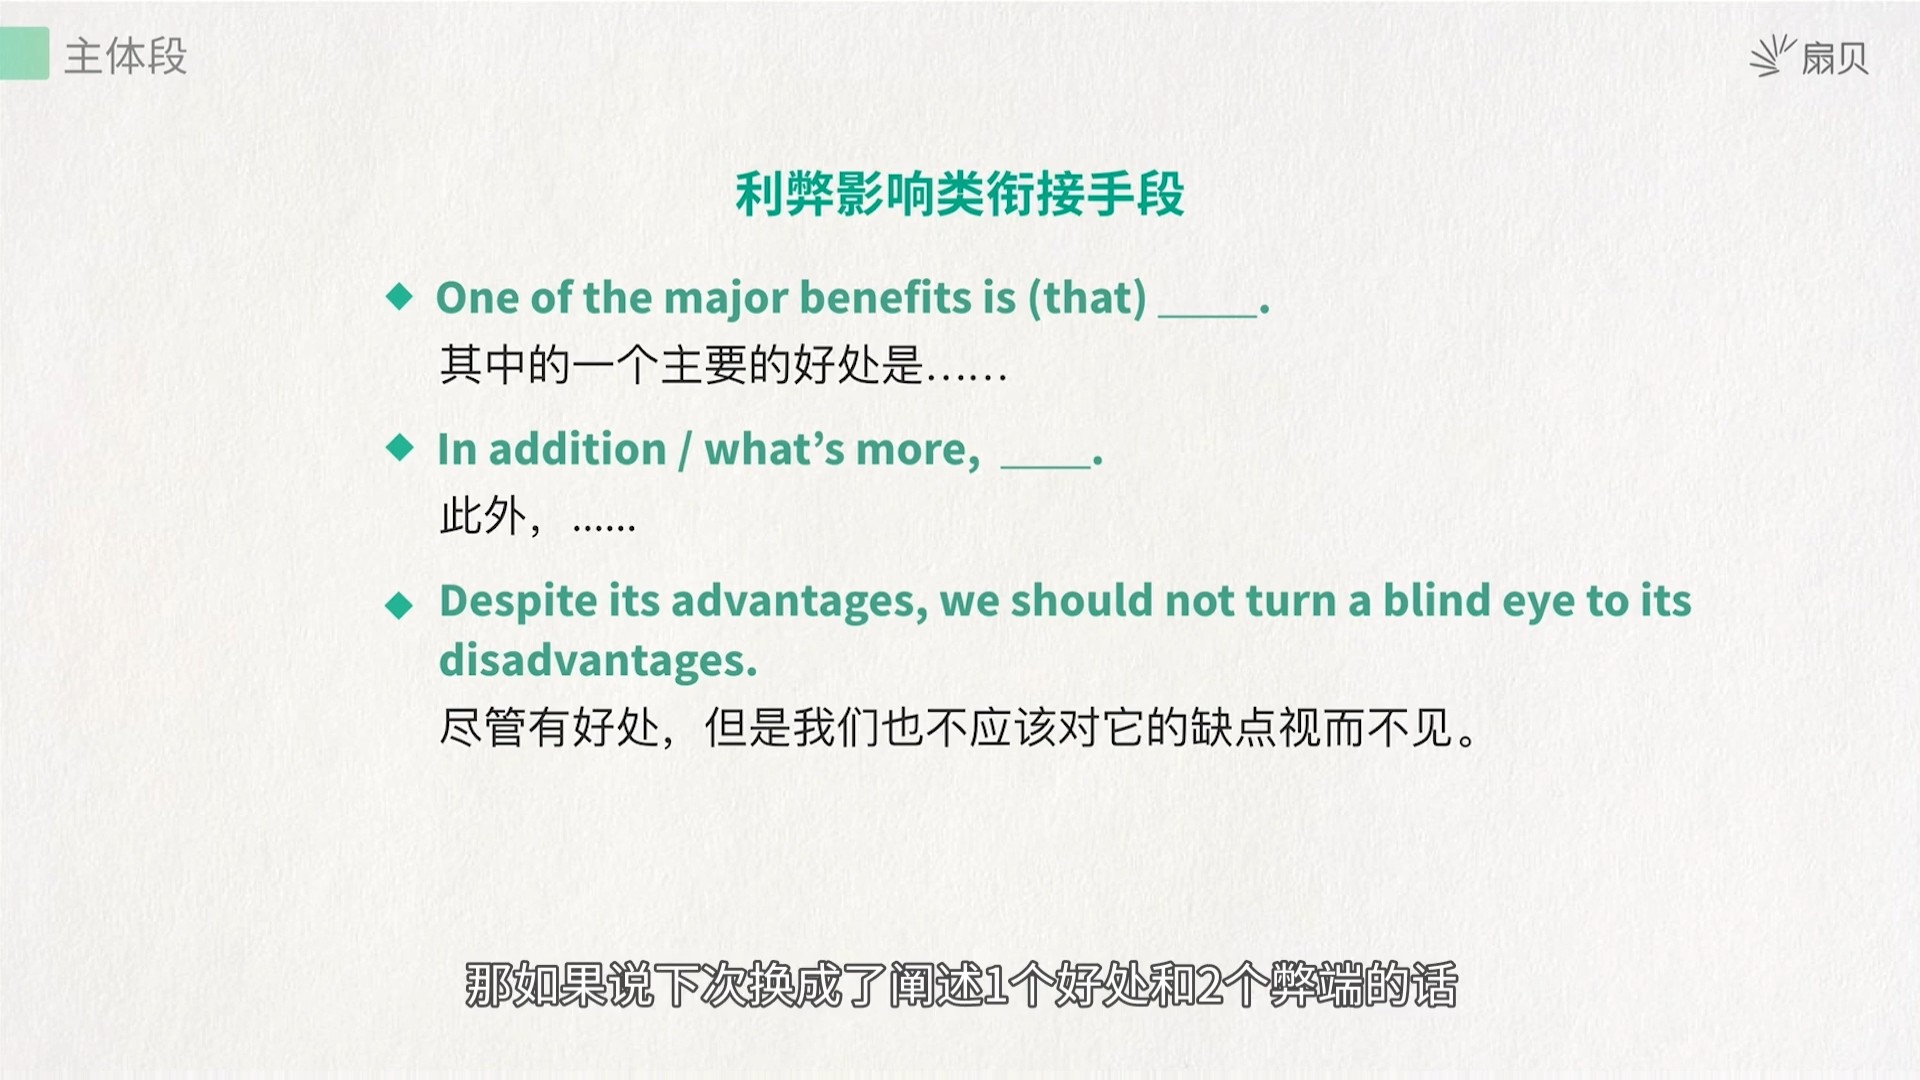 主体段
扇贝
利弊影响类衔接手段
One of the major benefits is (that) _____.
其中的一个主要的好处是……
In addition / what’s more, ____.
此外，......
Despite its advantages, we should not turn a blind eye to its
disadvantages.
尽管有好处，但是我们也不应该对它的缺点视而不见。
那如果说下次换成了阐述1个好处和2个弊端的话